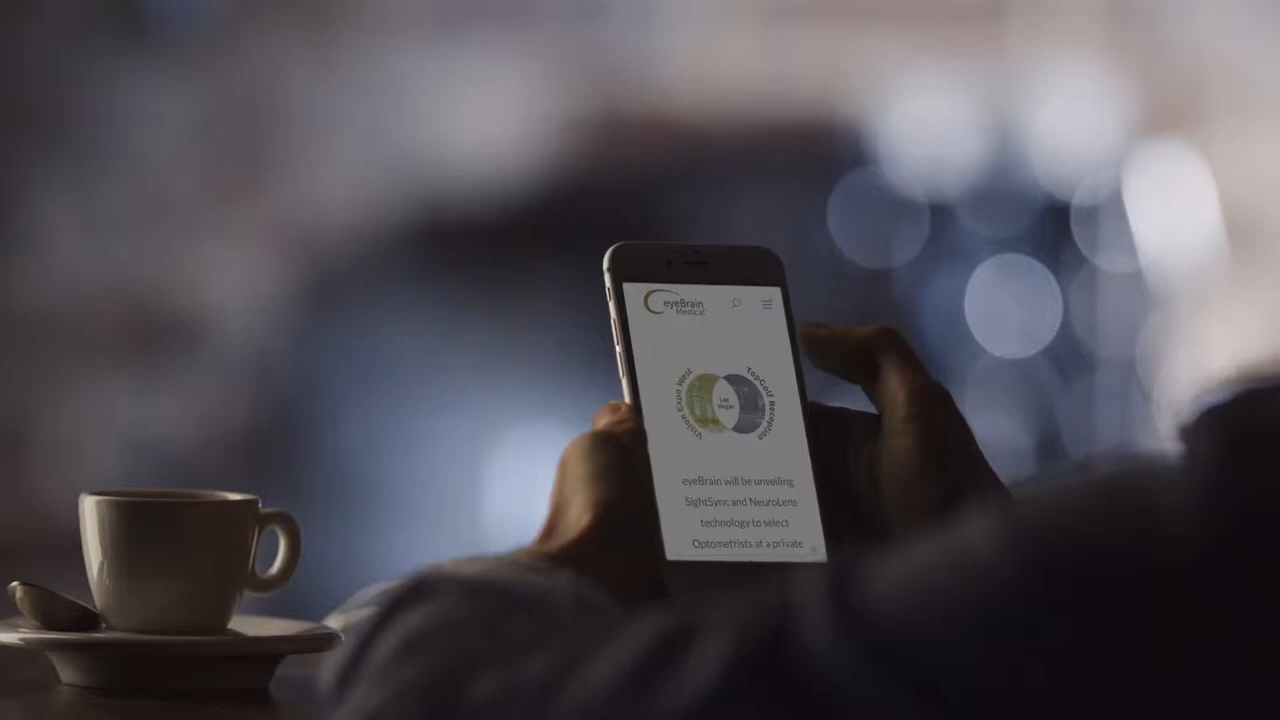 eyeBrain
Medical
Vision Expo West
Las
Vegas
TopGolf Reception
eyeBrain will be unveiling
SightSync and NeuroLens
technology to select
Optometrists at a private